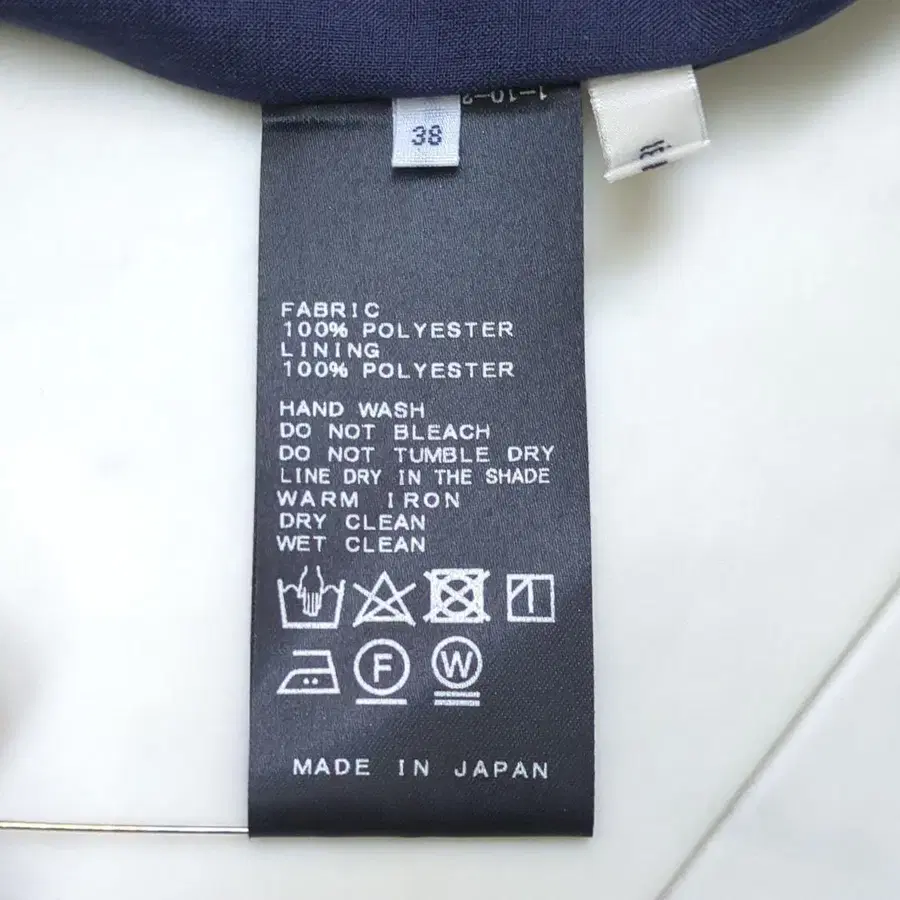 38
FABRIC
100% POLYESTER
LINING
100% POLYESTER
HAND WASH
DO NOT BLEACH
DO NOT TUMBLE DRY
LINE DRY IN THE SHADE
WARM IRON
DRY CLEAN
WET CLEAN
F W
MADE IN JAPAN